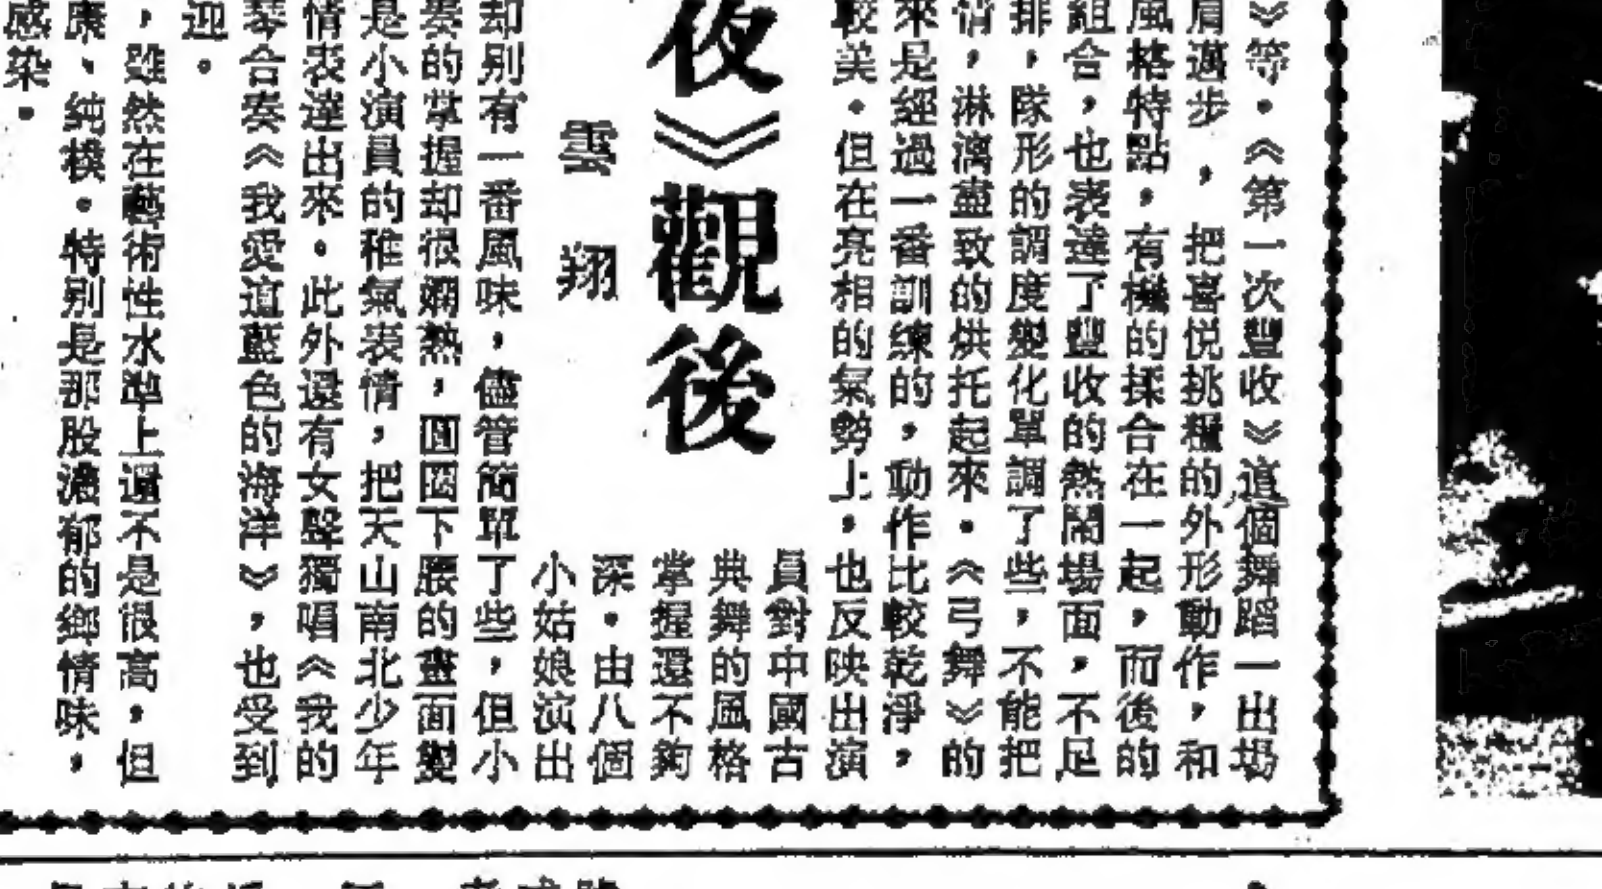 》等。《第一次豐收》這個舞蹈一出場
肩邁步，把喜悦挑糧的外形動作，和
風格特點，有機的揉合在一起，而後的
組合，也表達了豐收的熱鬧場面，不足
排，隊形的調度變化單調了些，不能把
情，淋漓盡致的烘托起來。《弓舞》的
來是經過一番訓練的，動作比較乾淨，
較美。但在亮相的氣勢上，也反映出演
員對中國古
典舞的風格
掌握還不夠
深。由八個
小姑娘演出
夜》觀後
雲翔
却别有一番風味，儘管簡單了些，但小
奏的掌握却很嫻熟，圓圈下腰的畫面變
是小演員的稚氣表情，把天山南北少年
情表達出來。此外還有女聲獨唱《我的
琴合奏《我愛這藍色的海洋》，也受到
迎。
，雖然在藝術性水準上還不是很高，但
康、純樸。特别是那股濃郁的鄉情味，
感染。